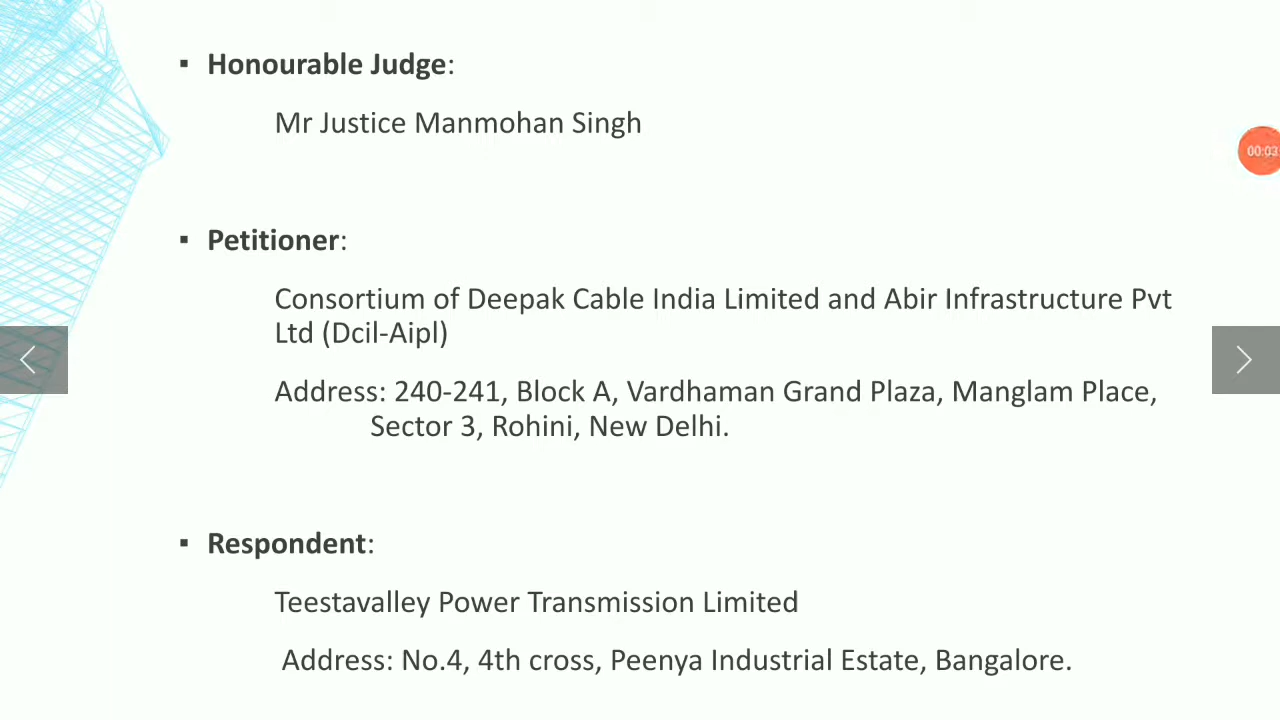 ▪ Honourable Judge:
Mr Justice Manmohan Singh
▪ Petitioner:
Consortium of Deepak Cable India Limited and Abir Infrastructure Pvt
Ltd (Dcil-Aipl)
Address: 240-241, Block A, Vardhaman Grand Plaza, Manglam Place,
Sector 3, Rohini, New Delhi.
▪ Respondent:
Teestavalley Power Transmission Limited
Address: No.4, 4th cross, Peenya Industrial Estate, Bangalore.
00:03